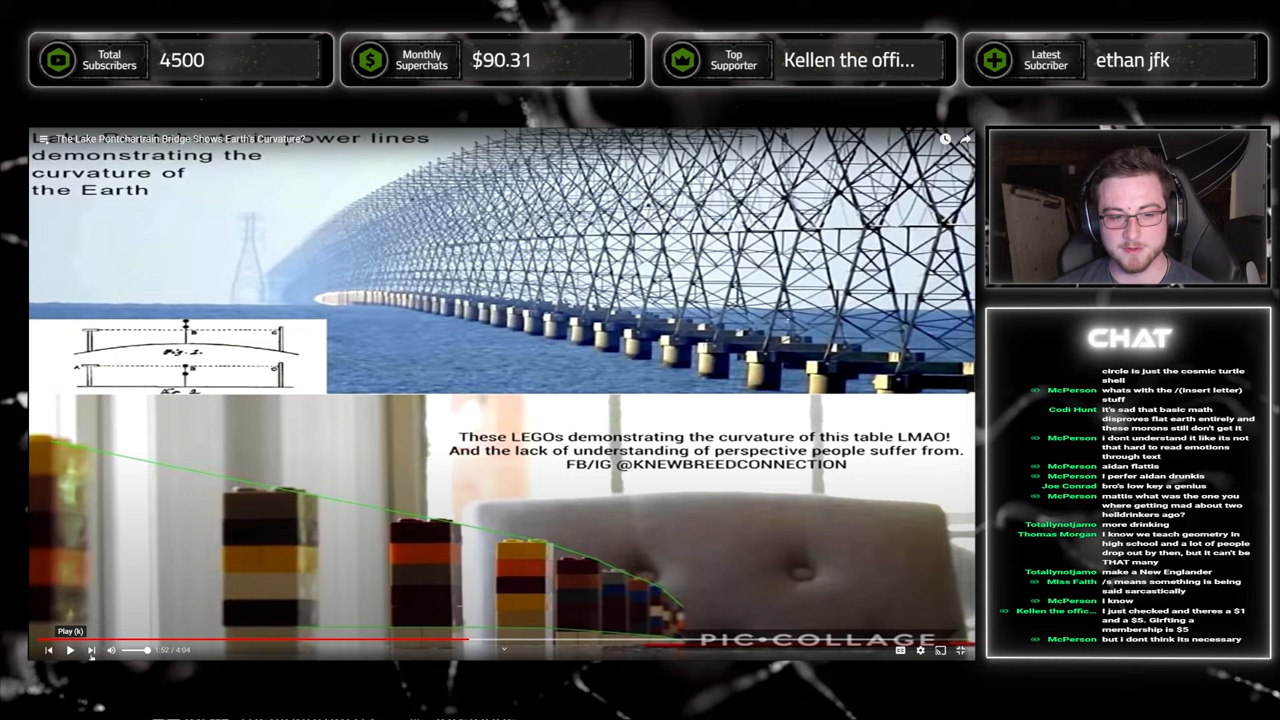 Total
Subscribers
4500
Monthly
Superchats
$90.31
Top
Supporter
Kellen the offi...
Latest
Subcriber
ethan jfk
The Lake Pontchartrain Bridge Shows Earth's Curvature?
power lines
demonstrating the
curvature of
the Earth
Fig. 1.
These LEGOs demonstrating the curvature of this table LMAO!
And the lack of understanding of perspective people suffer from.
FB/IG @KNEWBREEDCONNECTION
PIC•COLLAGE
Play (k)
1:52 / 4:04
CHAT
circle is just the cosmic turtle
shell
McPerson whats with the /(insert letter)
stuff
Codi Hunt it's sad that basic math
disproves flat earth entirely and
these morons still don't get it
McPerson i dont understand it like its not
that hard to read emotions
through text
McPerson aidan flattis
McPerson I perfer aidan drunkis
Joe Conrad bro's low key a genius
McPerson mattis what was the one you
where getting mad about two
helldrinkers ago?
Totallynotjamo more drinking
Thomas Morgan I know we teach geometry in
high school and a lot of people
drop out by then, but it can't be
THAT many
Totallynotjamo make a New Englander
Miss Faith /s means something is being
said sarcastically
McPerson i know
Kellen the offic... I just checked and theres a $1
and a $5. Girfting a
membership is $5
McPerson but i dont think its necessary